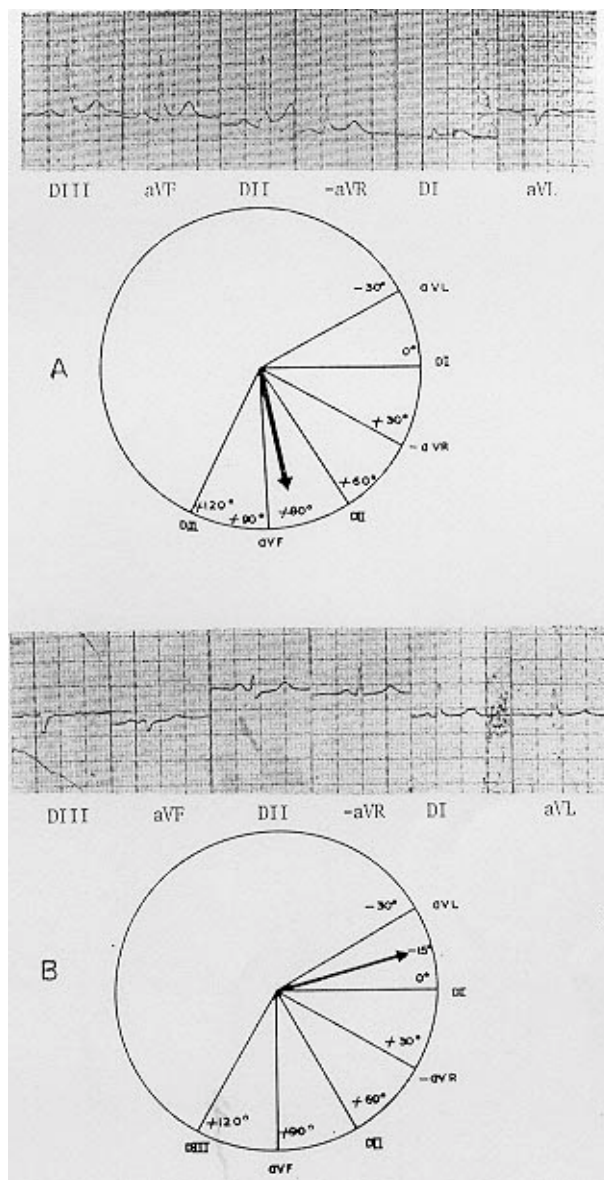 DIII aVF DII -aVR DI aVL
-30° aVL
0° DI
A
+30°
-aVR
+60°
+120° +90° +80°
DIII DII
aVF
DIII aVF DII -aVR DI aVL
-30° aVL
-15°
B 0° DI
+30°
-aVR
+60°
+120° +90°
DIII DII
aVF